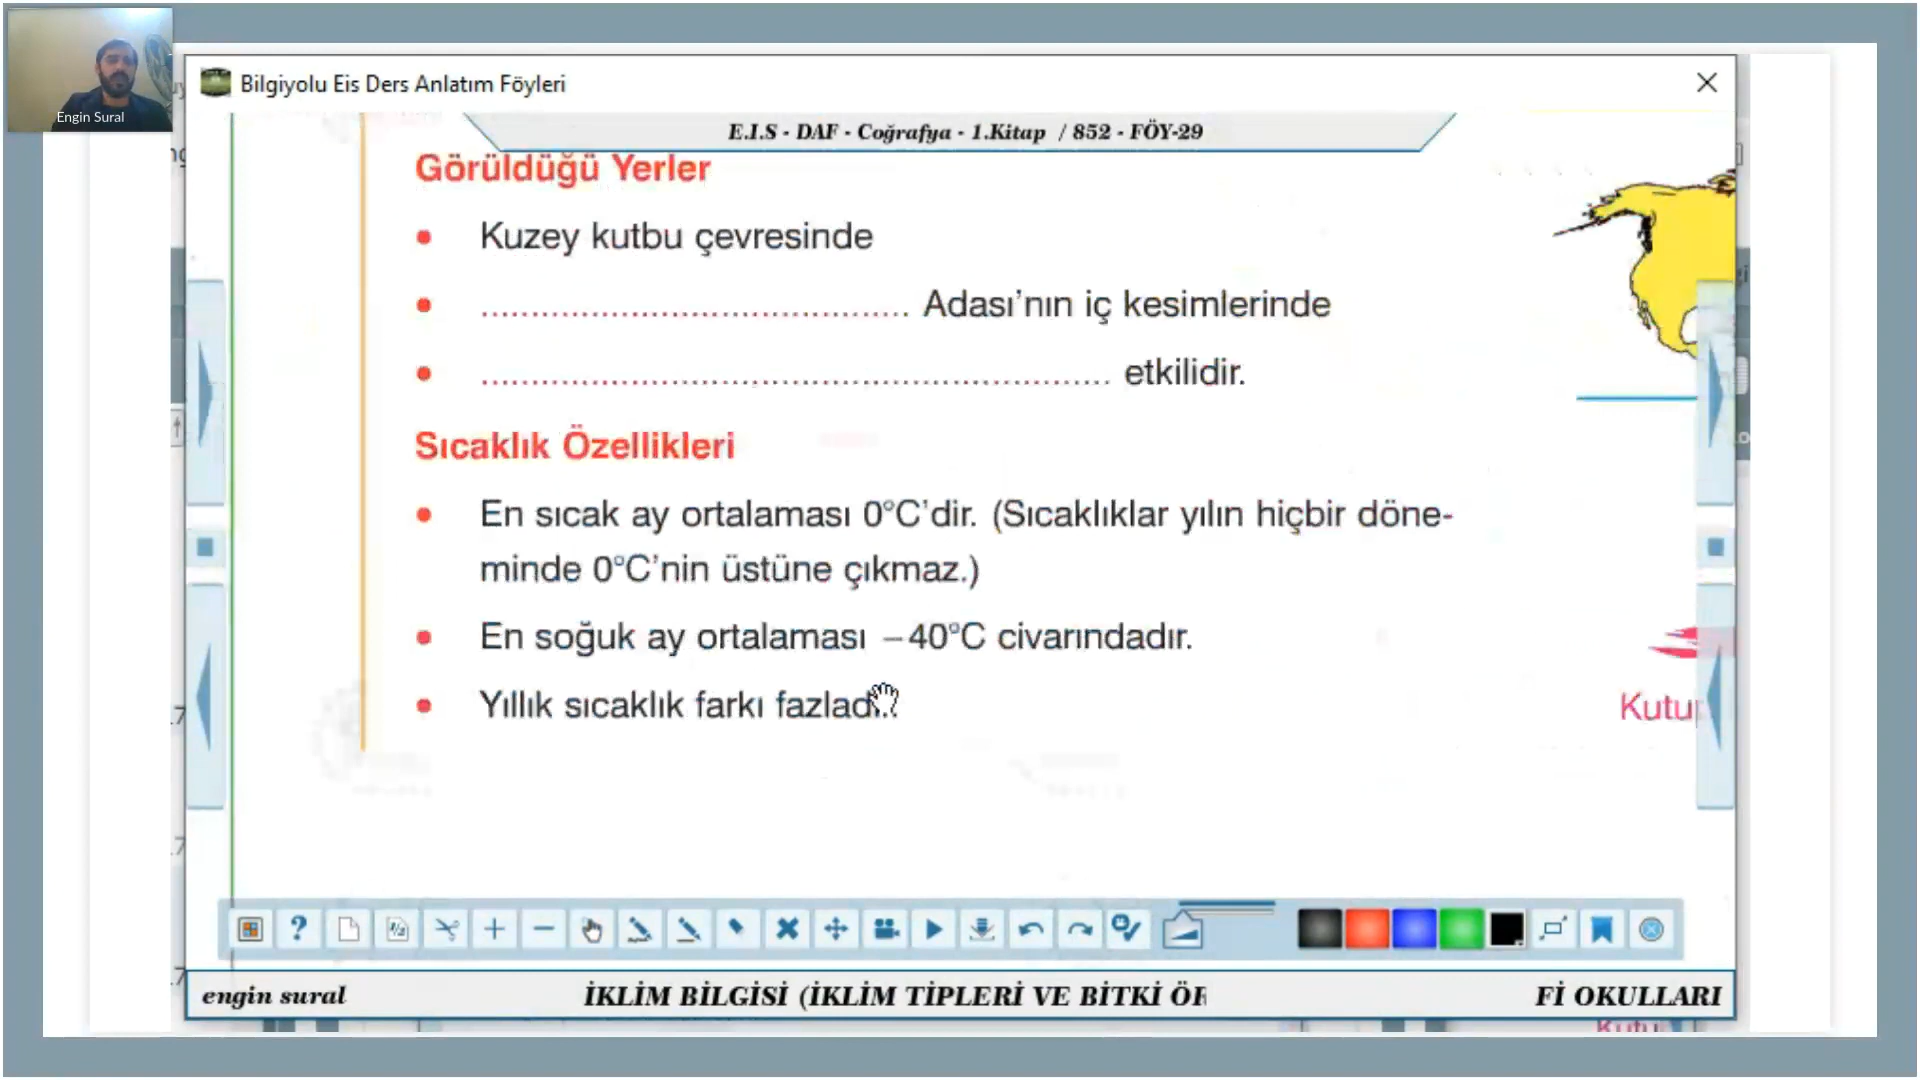 Engin Sural
Bilgiyolu Eis Ders Anlatım Föyleri
E.I.S - DAF - Coğrafya - 1.Kitap / 852 - FÖY-29
Görüldüğü Yerler
• Kuzey kutbu çevresinde
• .......................................... Adası’nın iç kesimlerinde
• .............................................................. etkilidir.
Sıcaklık Özellikleri
• En sıcak ay ortalaması 0°C’dir. (Sıcaklıklar yılın hiçbir döne-
minde 0°C’nin üstüne çıkmaz.)
• En soğuk ay ortalaması –40°C civarındadır.
• Yıllık sıcaklık farkı
engin sural
İKLİM BİLGİSİ (İKLİM TİPLERİ VE BİTKİ
Fİ OKULLARI